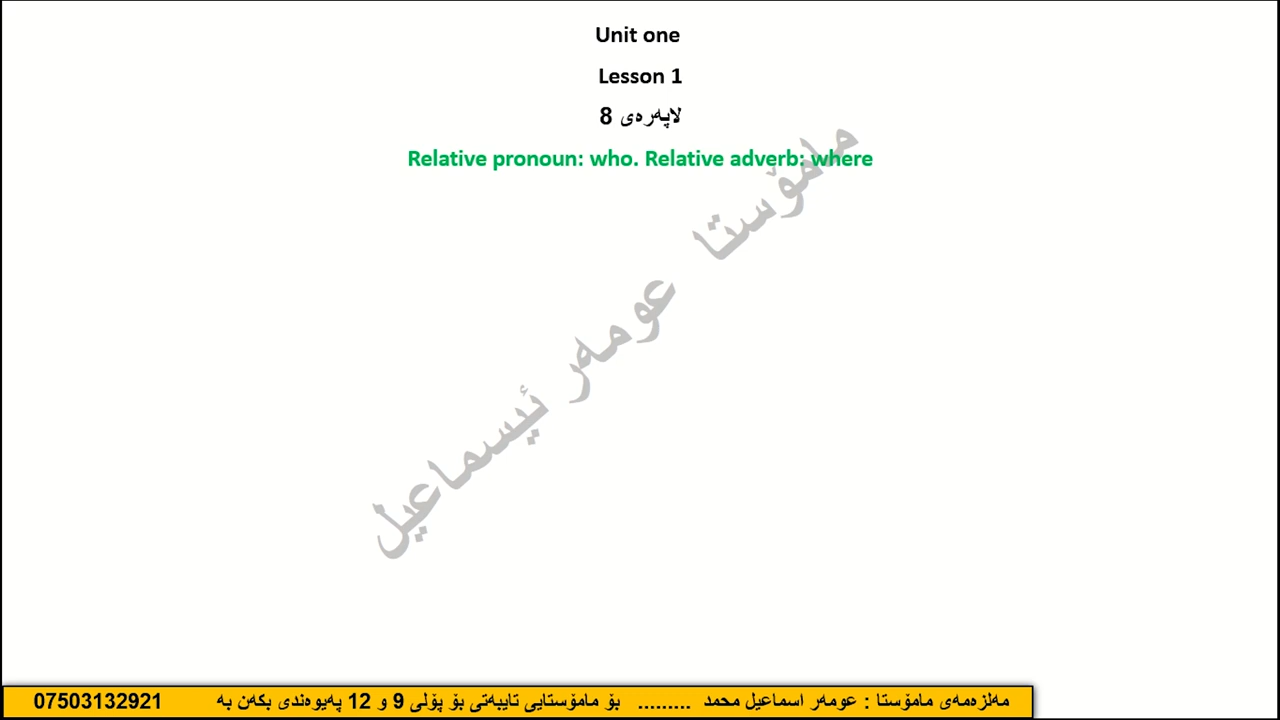 Unit one
Lesson 1
لاپەرەی 8
Relative pronoun: who. Relative adverb: where
مامۆستا عومەر ئیسماعیل
مەلزەمەی مامۆستا : عومەر اسماعیل محمد ......... بۆ مامۆستایی تایبەتی بۆ پۆلی 9 و 12 پەیوەندی بکەن بە 07503132921